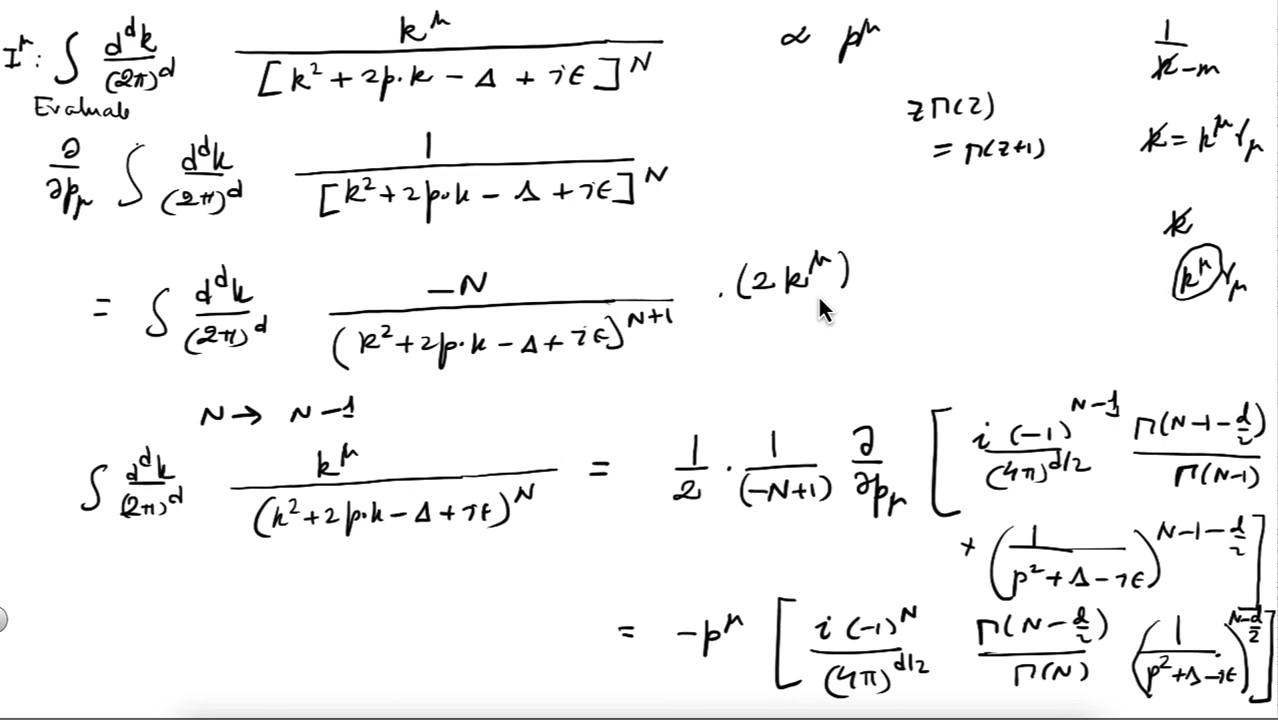 I^μ : ∫ d^dk/(2π)^d k^μ/[k² + 2p·k − Δ + iϵ]^N ∝ p^μ
Evaluate
1/(k̸ − m)
zΓ(z)
= Γ(z+1)
k̸ = k^μ γ_μ
∂/∂p_μ ∫ d^dk/(2π)^d 1/[k² + 2p·k − Δ + iϵ]^N
k̸
k^μ γ_μ
= ∫ d^dk/(2π)^d −N/(k² + 2p·k − Δ + iϵ)^{N+1} . (2k^μ)
N → N−1
∫ d^dk/(2π)^d k^μ/(k² + 2p·k − Δ + iϵ)^N = 1/2 · 1/(−N+1) ∂/∂p_μ [ i(−1)^{N−1}/(4π)^{d/2} Γ(N−1−d/2)/Γ(N−1)
× (1/(p² + Δ − iϵ))^{N−1−d/2} ]
= −p^μ [ i(−1)^N/(4π)^{d/2} Γ(N−d/2)/Γ(N) (1/(p² + Δ − iϵ))^{N−d/2} ]